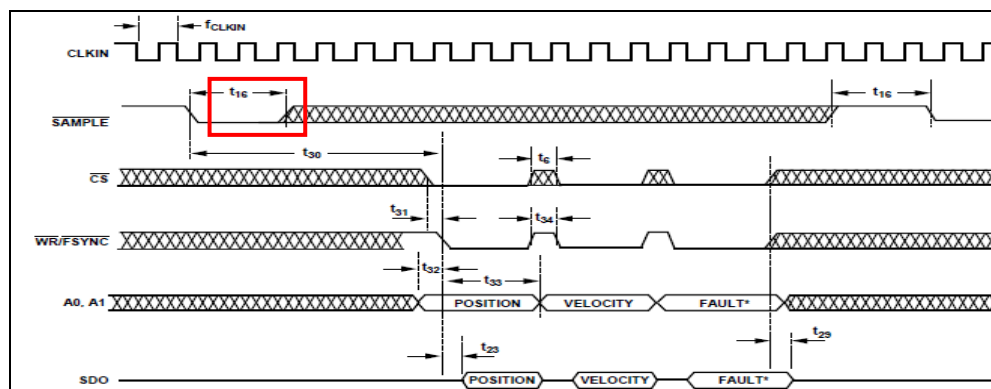 fCLKIN
CLKIN
t16 t16
SAMPLE
t30
t6
CS
t31 t34
WR/FSYNC
t32 t33
A0, A1 POSITION VELOCITY FAULT*
t23 t29
SDO POSITION VELOCITY FAULT*